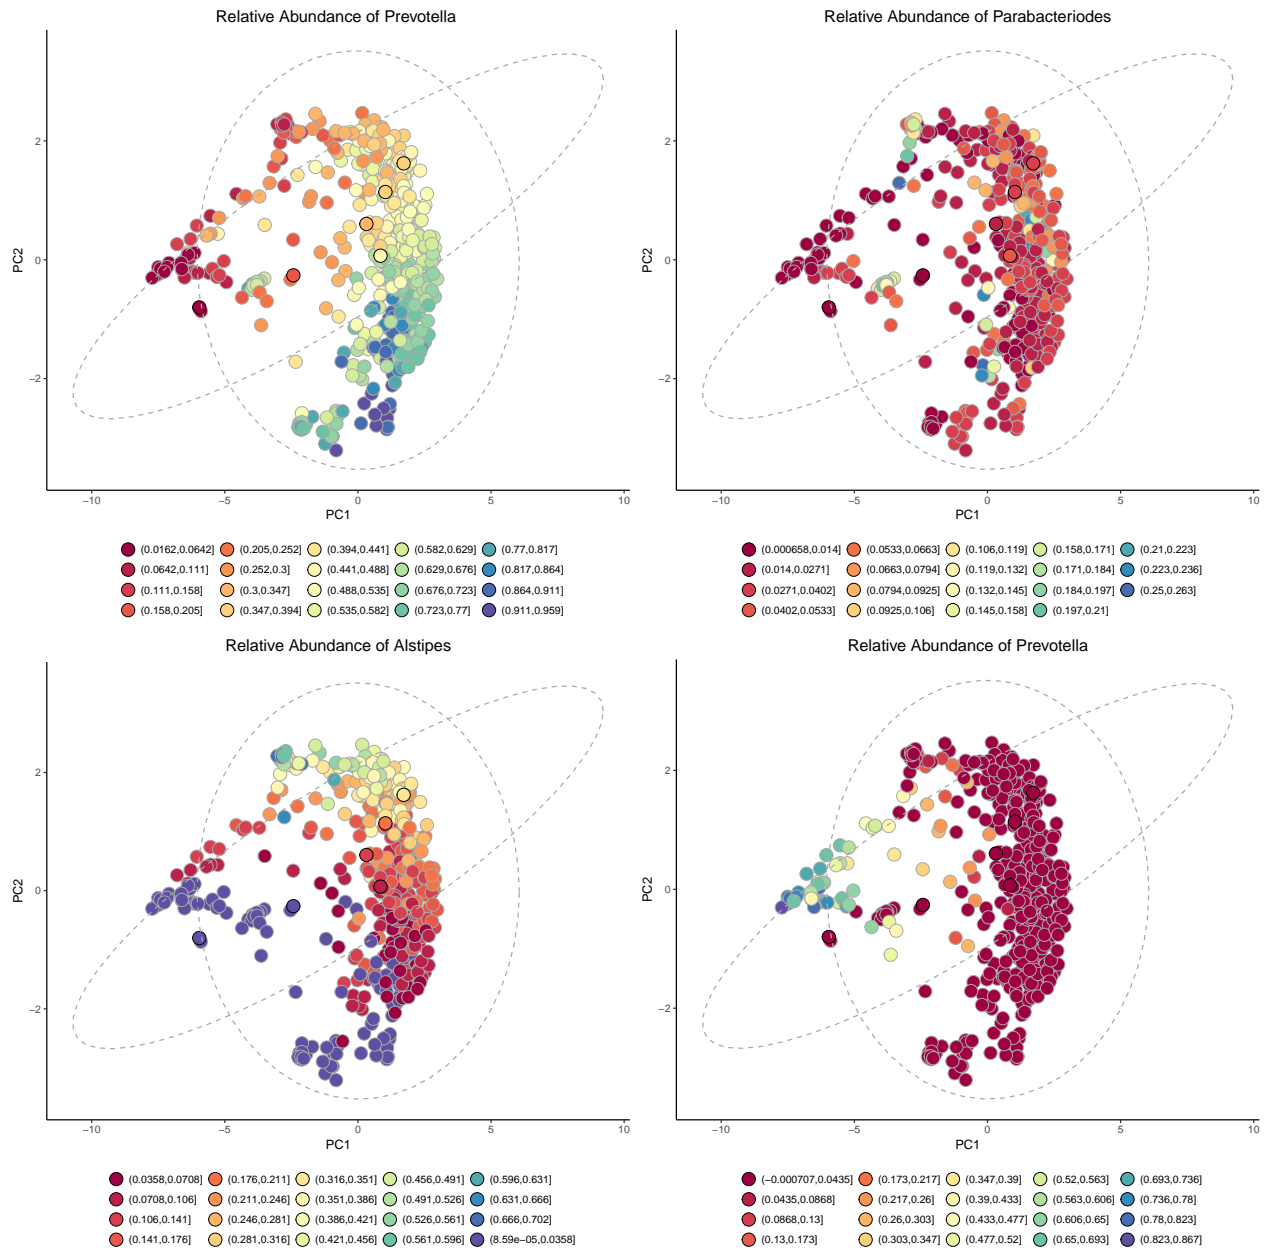 Relative Abundance of Prevotella
2
0
−2
PC2
−10
−5
0
5
10
PC1
(0.0162,0.0642] (0.205,0.252] (0.394,0.441] (0.582,0.629] (0.77,0.817]
(0.0642,0.111] (0.252,0.3] (0.441,0.488] (0.629,0.676] (0.817,0.864]
(0.111,0.158] (0.3,0.347] (0.488,0.535] (0.676,0.723] (0.864,0.911]
(0.158,0.205] (0.347,0.394] (0.535,0.582] (0.723,0.77] (0.911,0.959]
Relative Abundance of Parabacteriodes
2
0
−2
PC2
−10
−5
0
5
10
PC1
(0.000658,0.014] (0.0533,0.0663] (0.106,0.119] (0.158,0.171] (0.21,0.223]
(0.014,0.0271] (0.0663,0.0794] (0.119,0.132] (0.171,0.184] (0.223,0.236]
(0.0271,0.0402] (0.0794,0.0925] (0.132,0.145] (0.184,0.197] (0.25,0.263]
(0.0402,0.0533] (0.0925,0.106] (0.145,0.158] (0.197,0.21]
Relative Abundance of Alstipes
2
0
−2
PC2
−10
−5
0
5
10
PC1
(0.0358,0.0708] (0.176,0.211] (0.316,0.351] (0.456,0.491] (0.596,0.631]
(0.0708,0.106] (0.211,0.246] (0.351,0.386] (0.491,0.526] (0.631,0.666]
(0.106,0.141] (0.246,0.281] (0.386,0.421] (0.526,0.561] (0.666,0.702]
(0.141,0.176] (0.281,0.316] (0.421,0.456] (0.561,0.596] (8.59e−05,0.0358]
Relative Abundance of Prevotella
2
0
−2
PC2
−10
−5
0
5
10
PC1
(−0.000707,0.0435] (0.173,0.217] (0.347,0.39] (0.52,0.563] (0.693,0.736]
(0.0435,0.0868] (0.217,0.26] (0.39,0.433] (0.563,0.606] (0.736,0.78]
(0.0868,0.13] (0.26,0.303] (0.433,0.477] (0.606,0.65] (0.78,0.823]
(0.13,0.173] (0.303,0.347] (0.477,0.52] (0.65,0.693] (0.823,0.867]